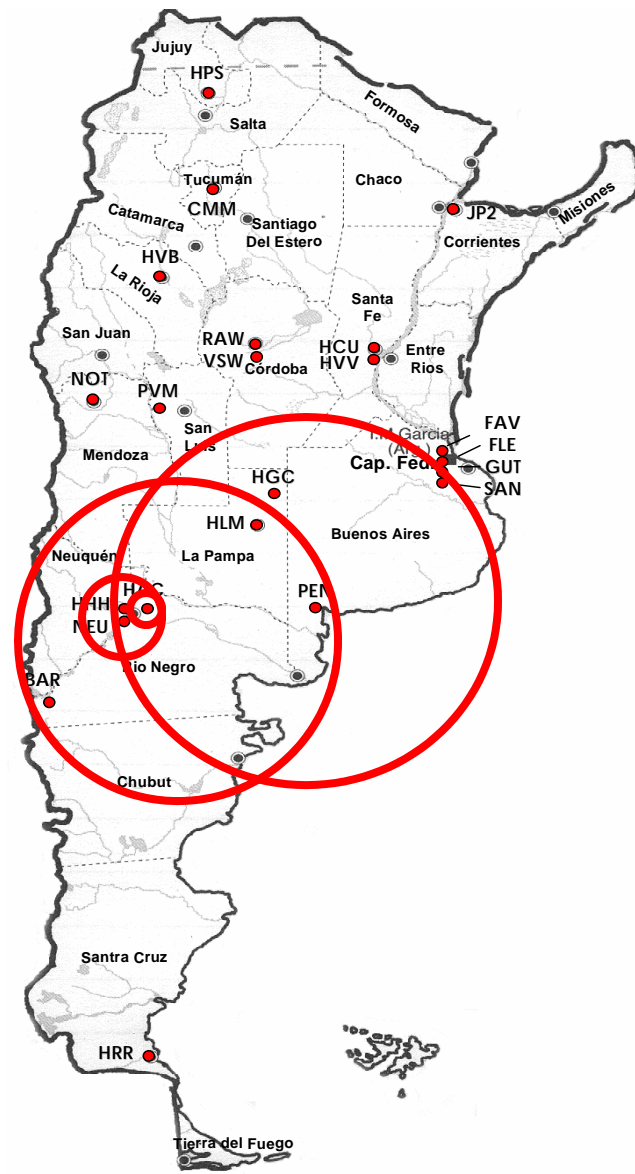 Jujuy
HPS
Formosa
Salta
Tucumán
Chaco
Misiones
Catamarca
CMM
JP2
Santiago
Del Estero
Corrientes
HVB
La Rioja
Santa
Fe
San Juan
RAW
HCU
VSW
Córdoba
HVV
Entre
Rios
NOT
PVM
San
Luis
FAV
(Arg.)
FLE
Mendoza
Cap. Fed.
GUT
HGC
SAN
HLM
Buenos Aires
Neuquén
La Pampa
PEN
HHH
NEU
Rio Negro
BAR
Chubut
Santra Cruz
HRR
Tierra del Fuego